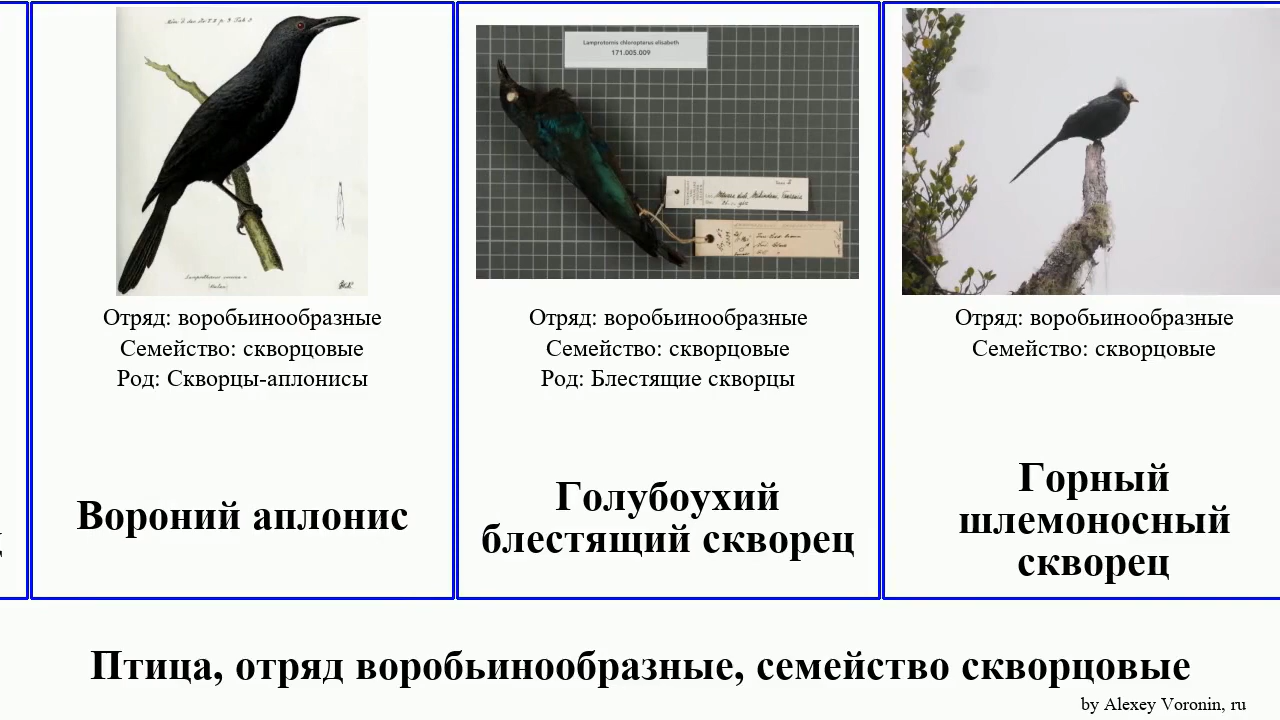 Lamprotornis chloropterus elisabeth
171.005.009
Отряд: воробьинообразные
Семейство: скворцовые
Род: Скворцы-аплонисы
Вороний аплонис
Отряд: воробьинообразные
Семейство: скворцовые
Род: Блестящие скворцы
Голубоухий
блестящий скворец
Отряд: воробьинообразные
Семейство: скворцовые
Горный
шлемоносный
скворец
Птица, отряд воробьинообразные, семейство скворцовые
by Alexey Voronin, ru